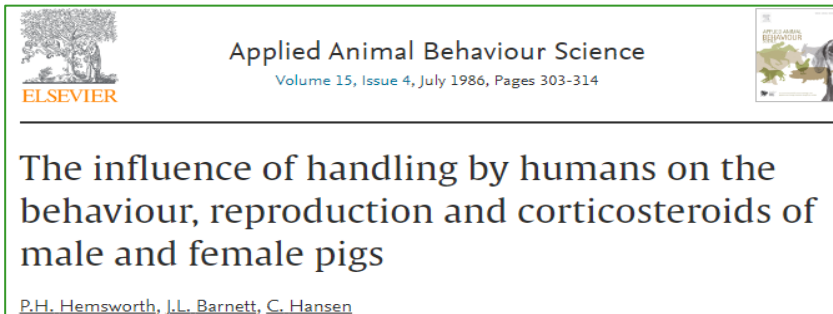 Applied Animal Behaviour Science
Volume 15, Issue 4, July 1986, Pages 303-314
ELSEVIER
The influence of handling by humans on the
behaviour, reproduction and corticosteroids of
male and female pigs
P.H. Hemsworth, J.L. Barnett, C. Hansen